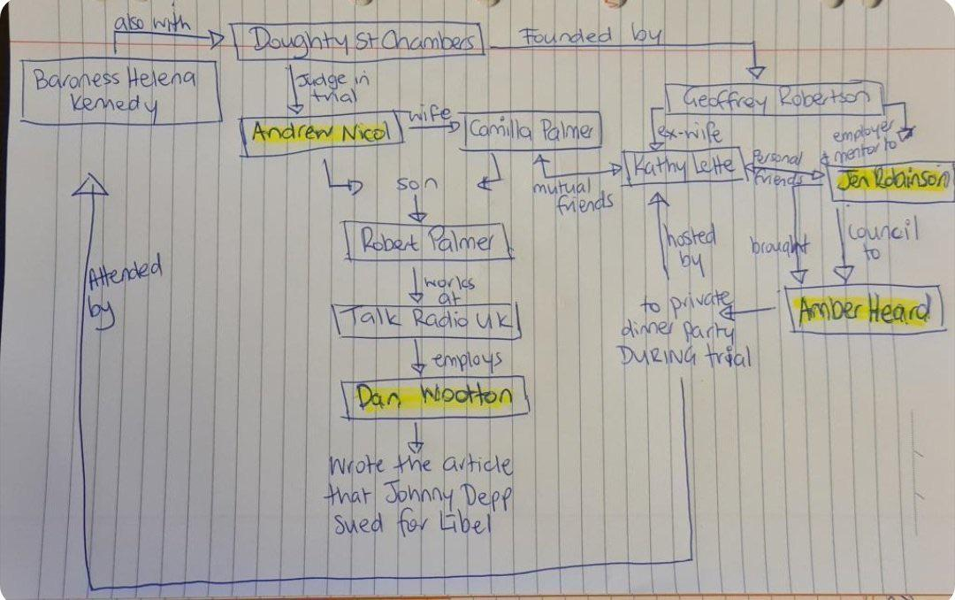 also with
Doughty St Chambers
Founded by
Baroness Helena
Kennedy
Judge in
trial
Geoffrey Robertson
Andrew Nicol
wife
Camilla Palmer
ex-wife
employer
mentor to
Kathy Lette
Personal
friends
Jen Robinson
son
mutual
friends
Robert Palmer
hosted
by
brought
council
to
Attended
by
works
at
Talk Radio UK
to private
dinner party
DURING trial
Amber Heard
employs
Dan Wootton
Wrote the article
that Johnny Depp
sued for Libel